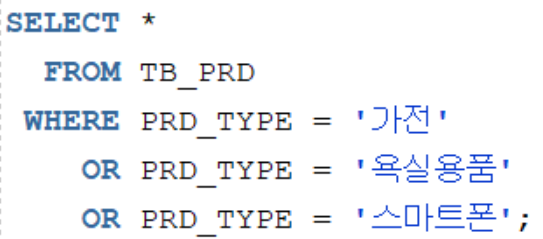 SELECT *
FROM TB_PRD
WHERE PRD_TYPE = '가전'
OR PRD_TYPE = '욕실용품'
OR PRD_TYPE = '스마트폰';